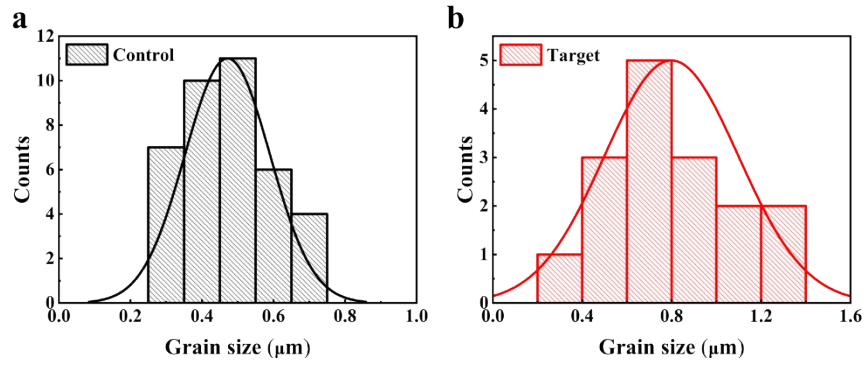 a
12
10
8
6
4
2
0
Counts
Control
0.0 0.2 0.4 0.6 0.8 1.0
Grain size (μm)
b
5
4
3
2
1
0
Counts
Target
0.0 0.4 0.8 1.2 1.6
Grain size (μm)